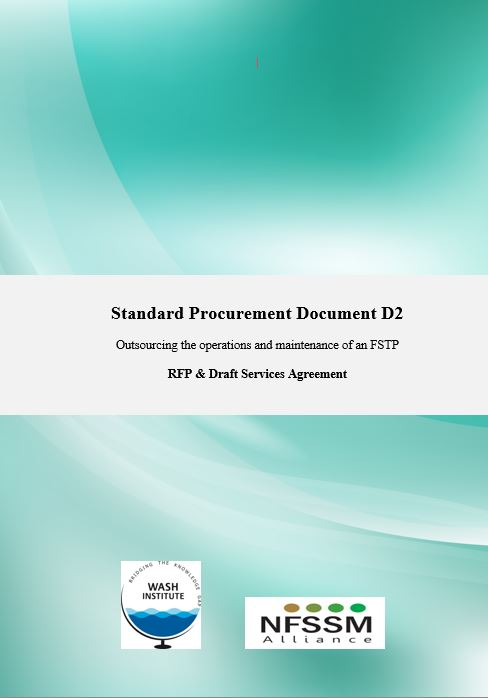 Standard Procurement Document D2
Outsourcing the operations and maintenance of an FSTP
RFP & Draft Services Agreement
BRIDGING THE KNOWLEDGE GAP
WASH
INSTITUTE
NFSSM
Alliance